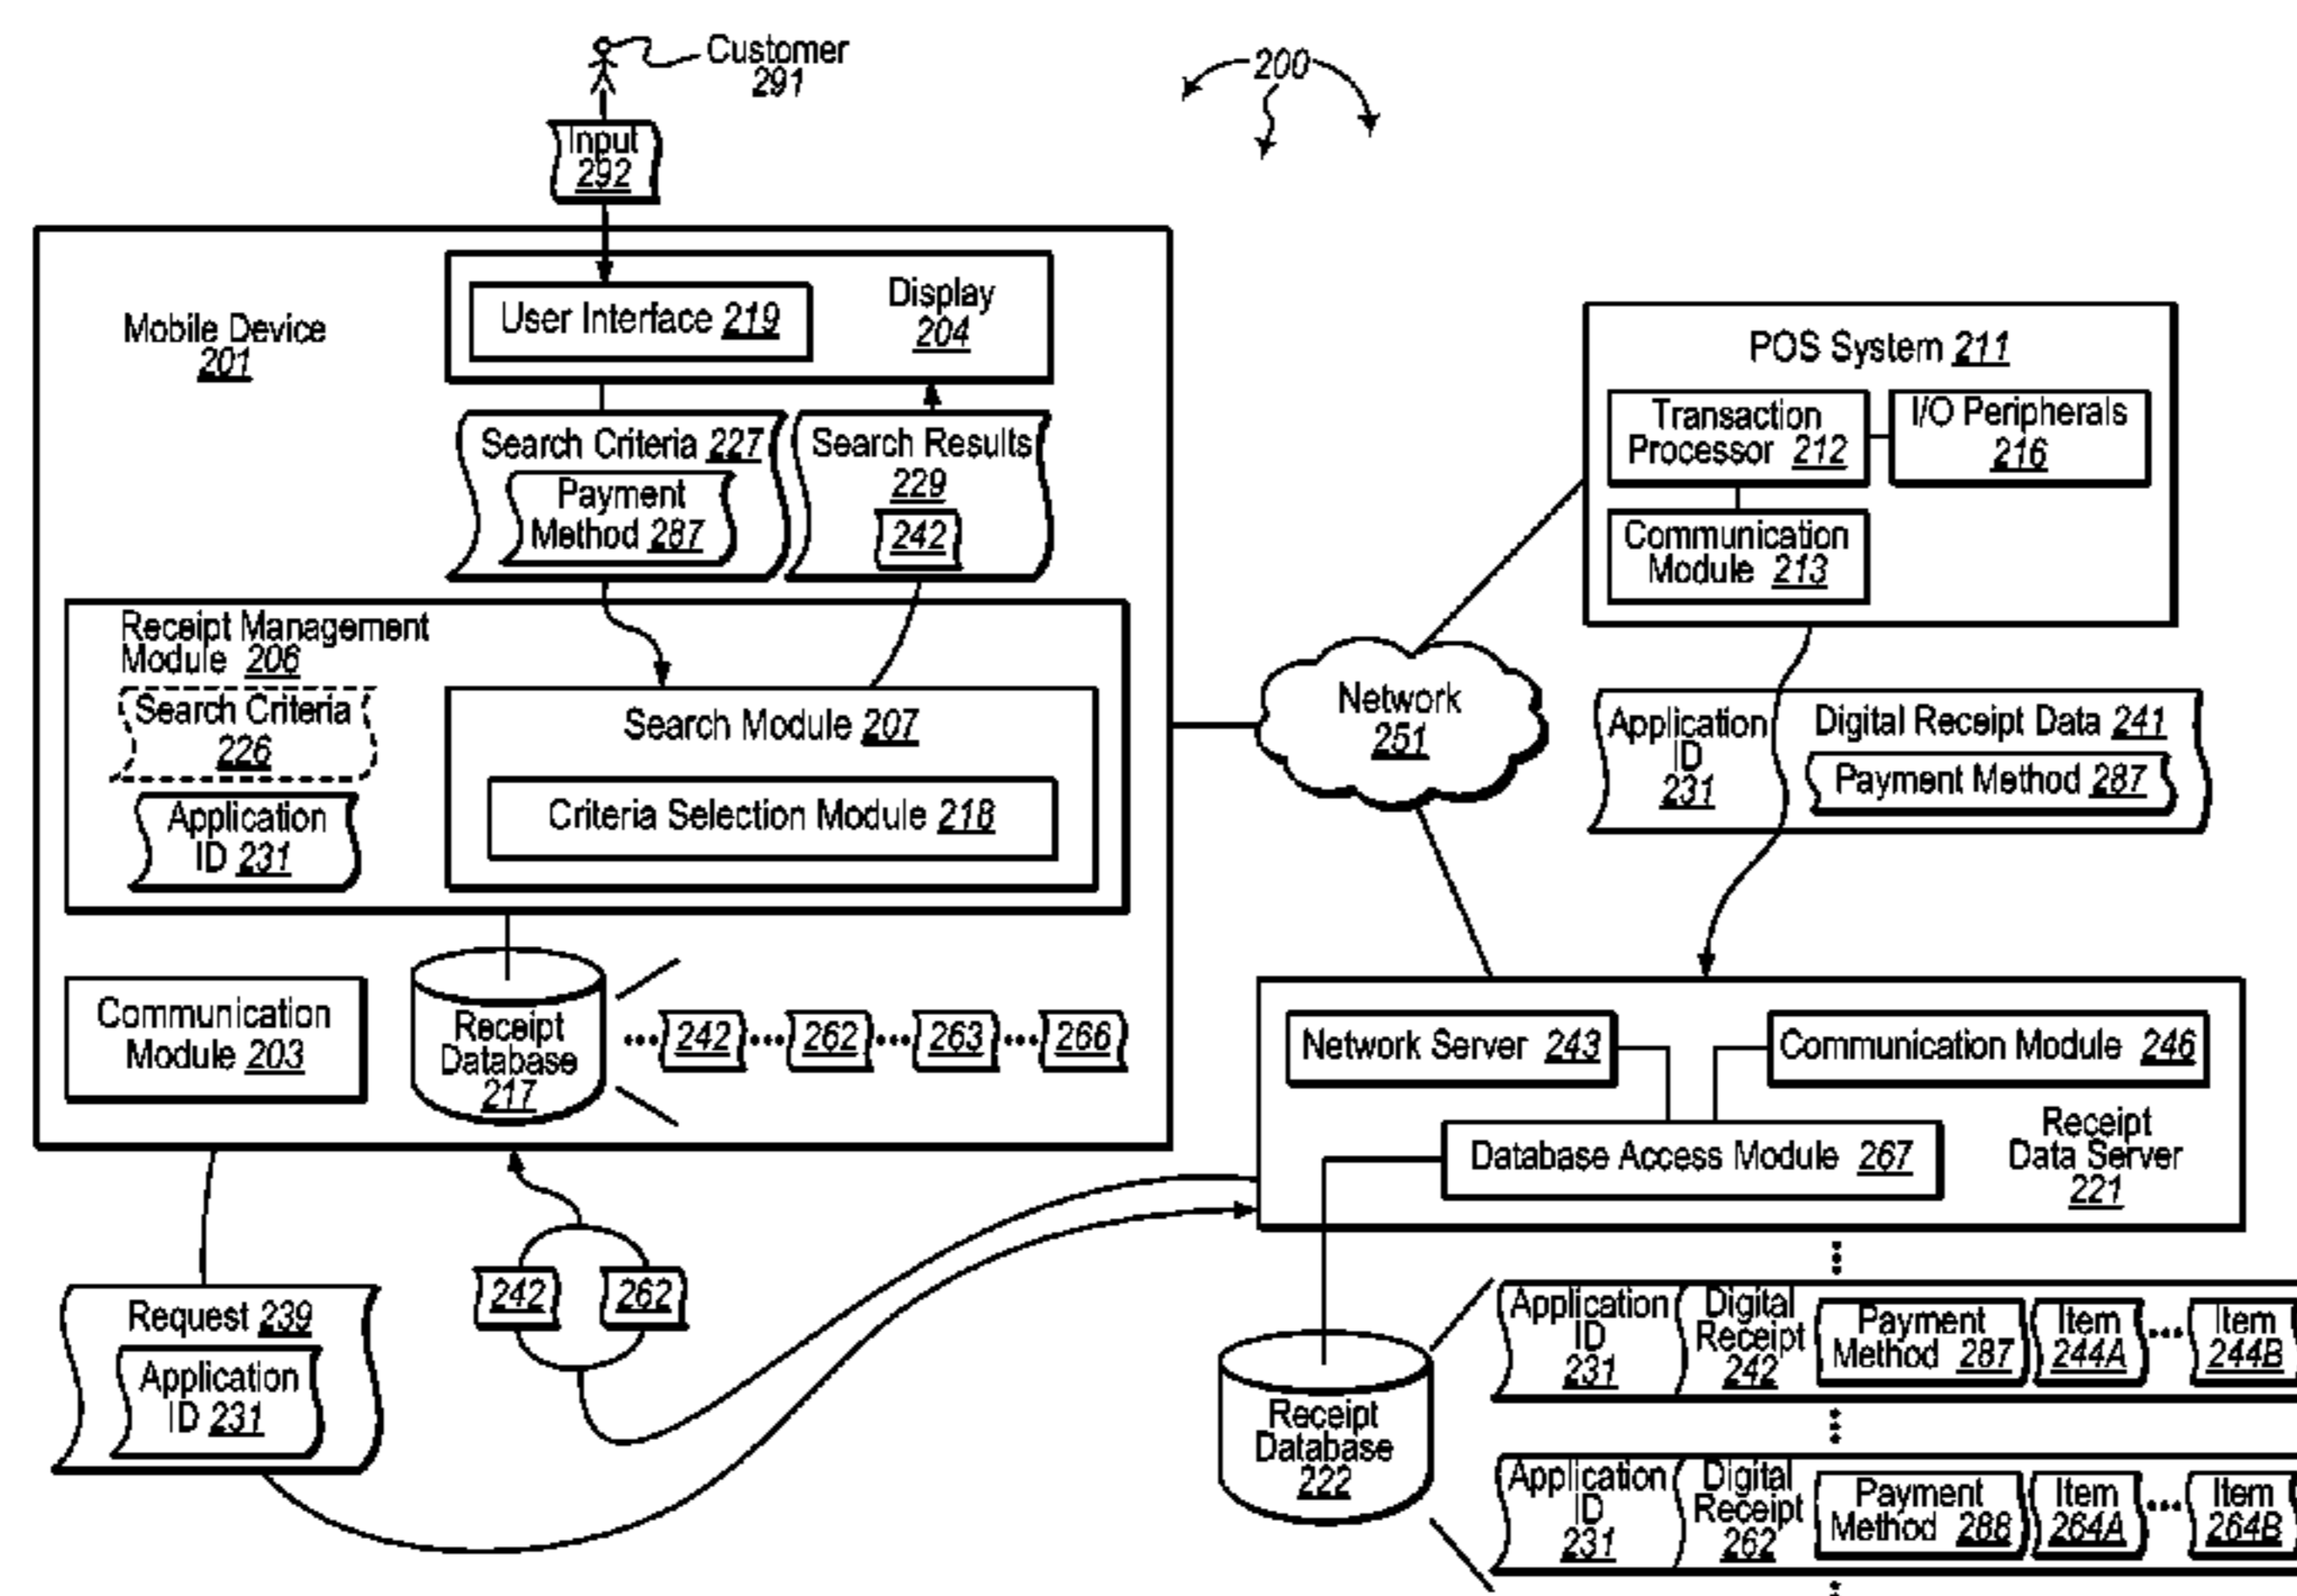 Customer
291
200
Input
292
Mobile Device
201
User Interface 219
Display
204
Search Criteria 227
Payment
Method 287
Search Results
229
242
Receipt Management
Module 206
Search Criteria
226
Application
ID 231
Search Module 207
Criteria Selection Module 218
Communication
Module 203
Receipt
Database
217
...242...262...263...266
Network
251
POS System 211
Transaction
Processor 212
I/O Peripherals
216
Communication
Module 213
Application
ID
231
Digital Receipt Data 241
Payment Method 287
Network Server 243
Communication Module 246
Database Access Module 267
Receipt
Data Server
221
Request 239
Application
ID 231
242
262
Receipt
Database
222
Application
ID
231
Digital
Receipt
242
Payment
Method 287
Item
244A
...
Item
244B
Application
ID
231
Digital
Receipt
262
Payment
Method 288
Item
264A
...
Item
264B